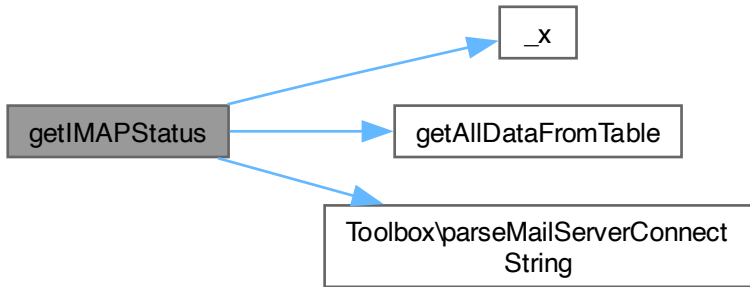 _x
getIMAPStatus
getAllDataFromTable
Toolbox\parseMailServerConnect
String